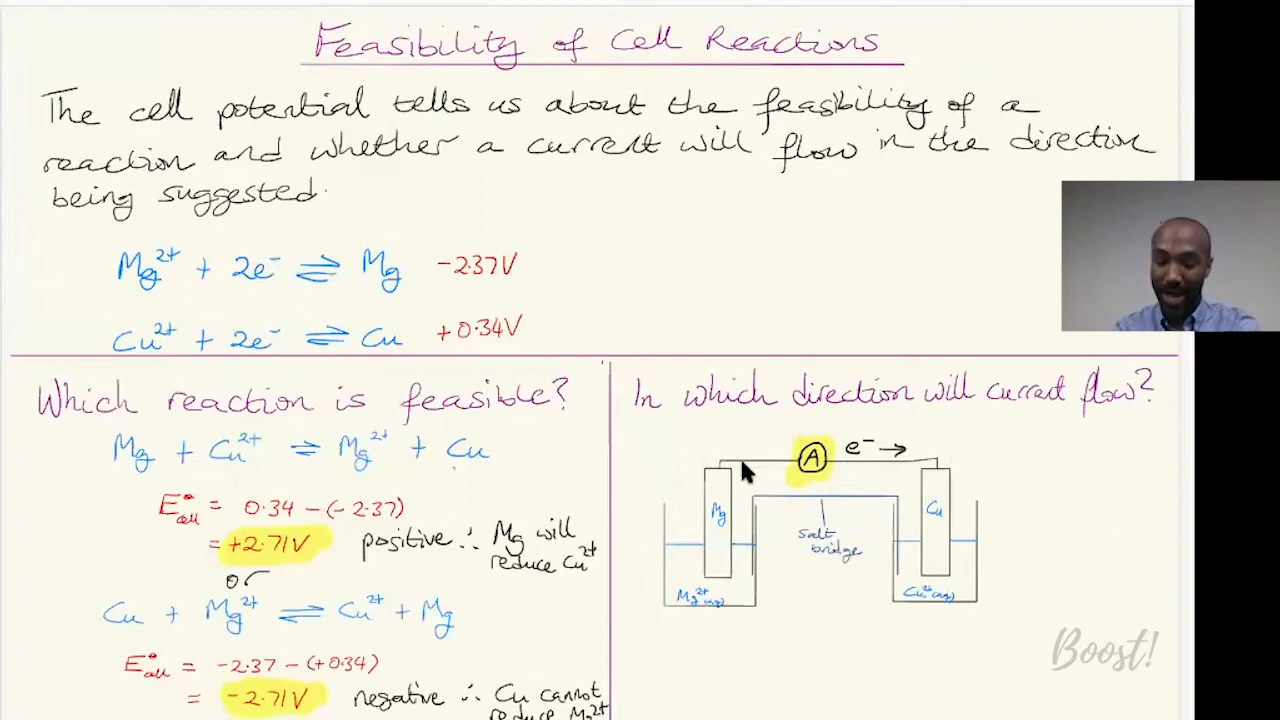 Feasibility of Cell Reactions
The cell potential tells us about the feasibility of a
reaction and whether a current will flow in the direction
being suggested.
Mg²⁺ + 2e⁻ ⇌ Mg -2.37V
Cu²⁺ + 2e⁻ ⇌ Cu +0.34V
Which reaction is feasible?
Mg + Cu²⁺ ⇌ Mg²⁺ + Cu
E°cell = 0.34 - (-2.37)
= +2.71V positive ∴ Mg will
reduce Cu²⁺
or
Cu + Mg²⁺ ⇌ Cu²⁺ + Mg
E°cell = -2.37 - (+0.34)
= -2.71V negative ∴ Cu cannot
reduce Mg²⁺
In which direction will current flow?
A e⁻ →
Mg
Cu
salt
bridge
Mg²⁺(aq)
Cu²⁺(aq)
Boost!